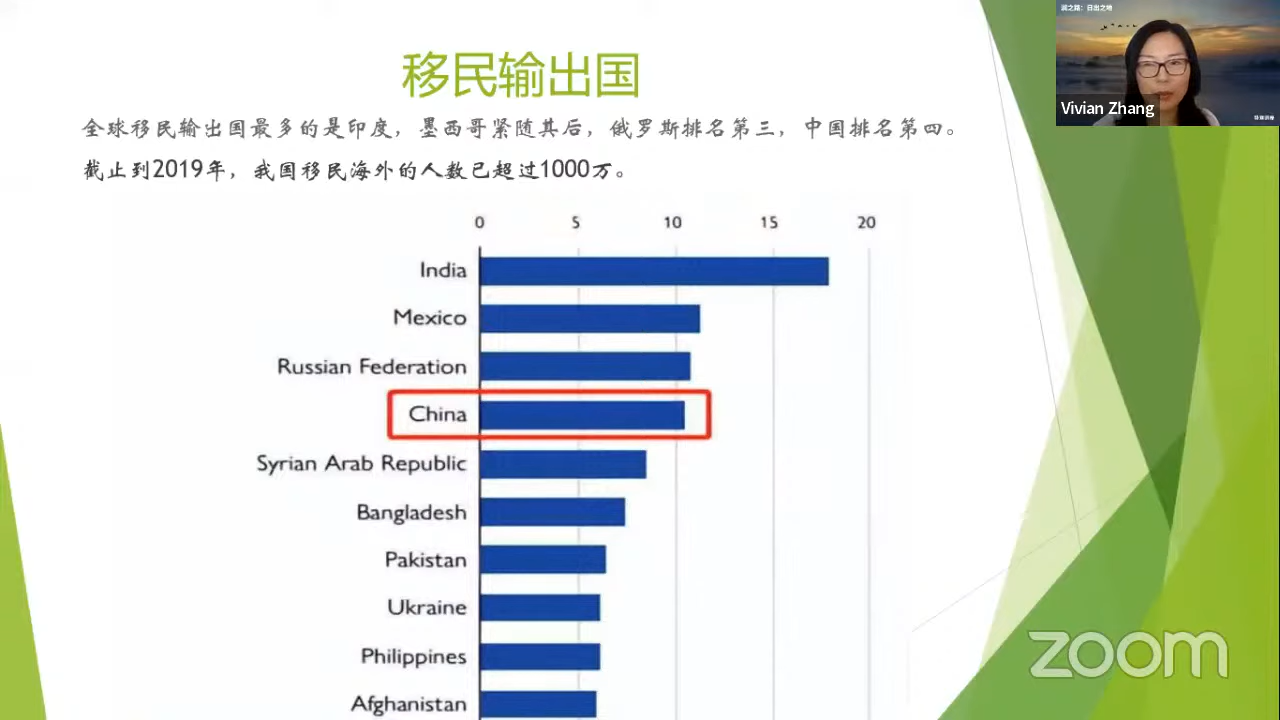 移民输出国
全球移民输出国最多的是印度，墨西哥紧随其后，俄罗斯排名第三，中国排名第四。
截止到2019年，我国移民海外的人数已超过1000万。
0 5 10 15 20
India
Mexico
Russian Federation
China
Syrian Arab Republic
Bangladesh
Pakistan
Ukraine
Philippines
Afghanistan
Vivian Zhang
zoom